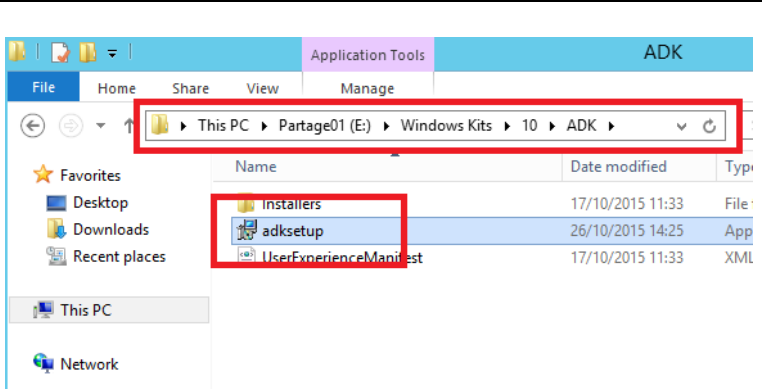 Application Tools ADK
File Home Share View Manage
This PC Partage01 (E:) Windows Kits 10 ADK
Name Date modified
Favorites
Installers 17/10/2015 11:33 File
Desktop
adksetup 26/10/2015 14:25 App
Downloads
UserExperienceManifest 17/10/2015 11:33 XML
Recent places
This PC
Network